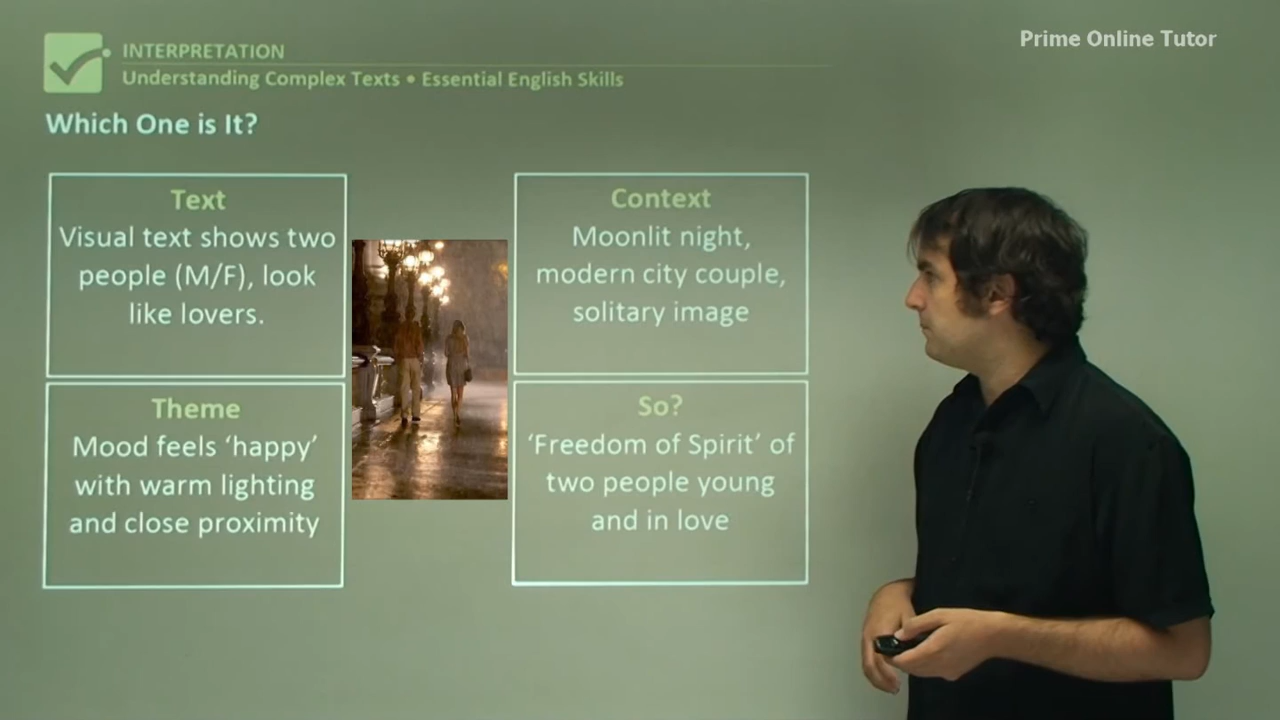 Prime Online Tutor
INTERPRETATION
Understanding Complex Texts • Essential English Skills
Which One is It?
Text
Visual text shows two
people (M/F), look
like lovers.
Context
Moonlit night,
modern city couple,
solitary image
Theme
Mood feels ‘happy’
with warm lighting
and close proximity
So?
‘Freedom of Spirit’ of
two people young
and in love